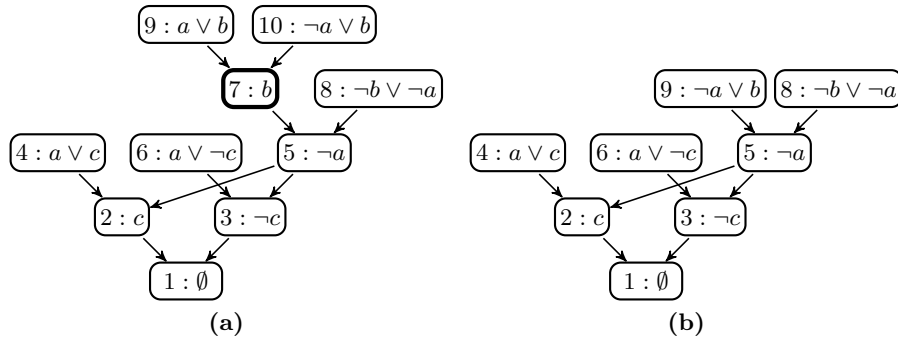 9 : a ∨ b 10 : ¬a ∨ b
7 : b 8 : ¬b ∨ ¬a 9 : ¬a ∨ b 8 : ¬b ∨ ¬a
4 : a ∨ c 6 : a ∨ ¬c 5 : ¬a 4 : a ∨ c 6 : a ∨ ¬c 5 : ¬a
2 : c 3 : ¬c 2 : c 3 : ¬c
1 : ∅ 1 : ∅
(a) (b)